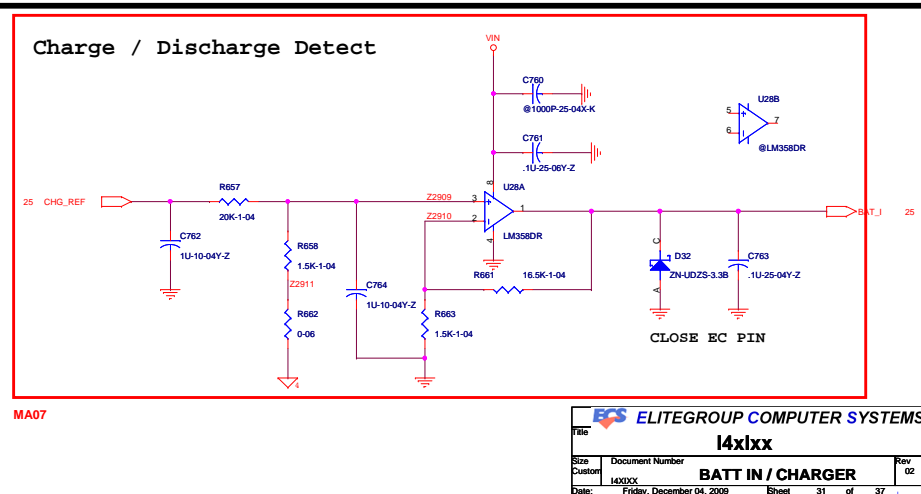 Charge / Discharge Detect
VIN
C760
@1000P-25-04X-K
C761
.1U-25-06Y-Z
U28B
5
6
7
@LM358DR
8
U28A
25 CHG_REF
R657
20K-1-04
Z2909
3
Z2910
2
1
4
LM358DR
BAT_I 25
C762
1U-10-04Y-Z
R658
1.5K-1-04
Z2911
R662
0-06
4
C764
1U-10-04Y-Z
R661 16.5K-1-04
R663
1.5K-1-04
C
D32
ZN-UDZS-3.3B
A
C763
.1U-25-04Y-Z
CLOSE EC PIN
MA07
ECS ELITEGROUP COMPUTER SYSTEMS
Title
I4xIxx
Size
Custom
Document Number
I4XIXX
BATT IN / CHARGER
Rev
02
Date: Friday, December 04, 2009 Sheet 31 of 37